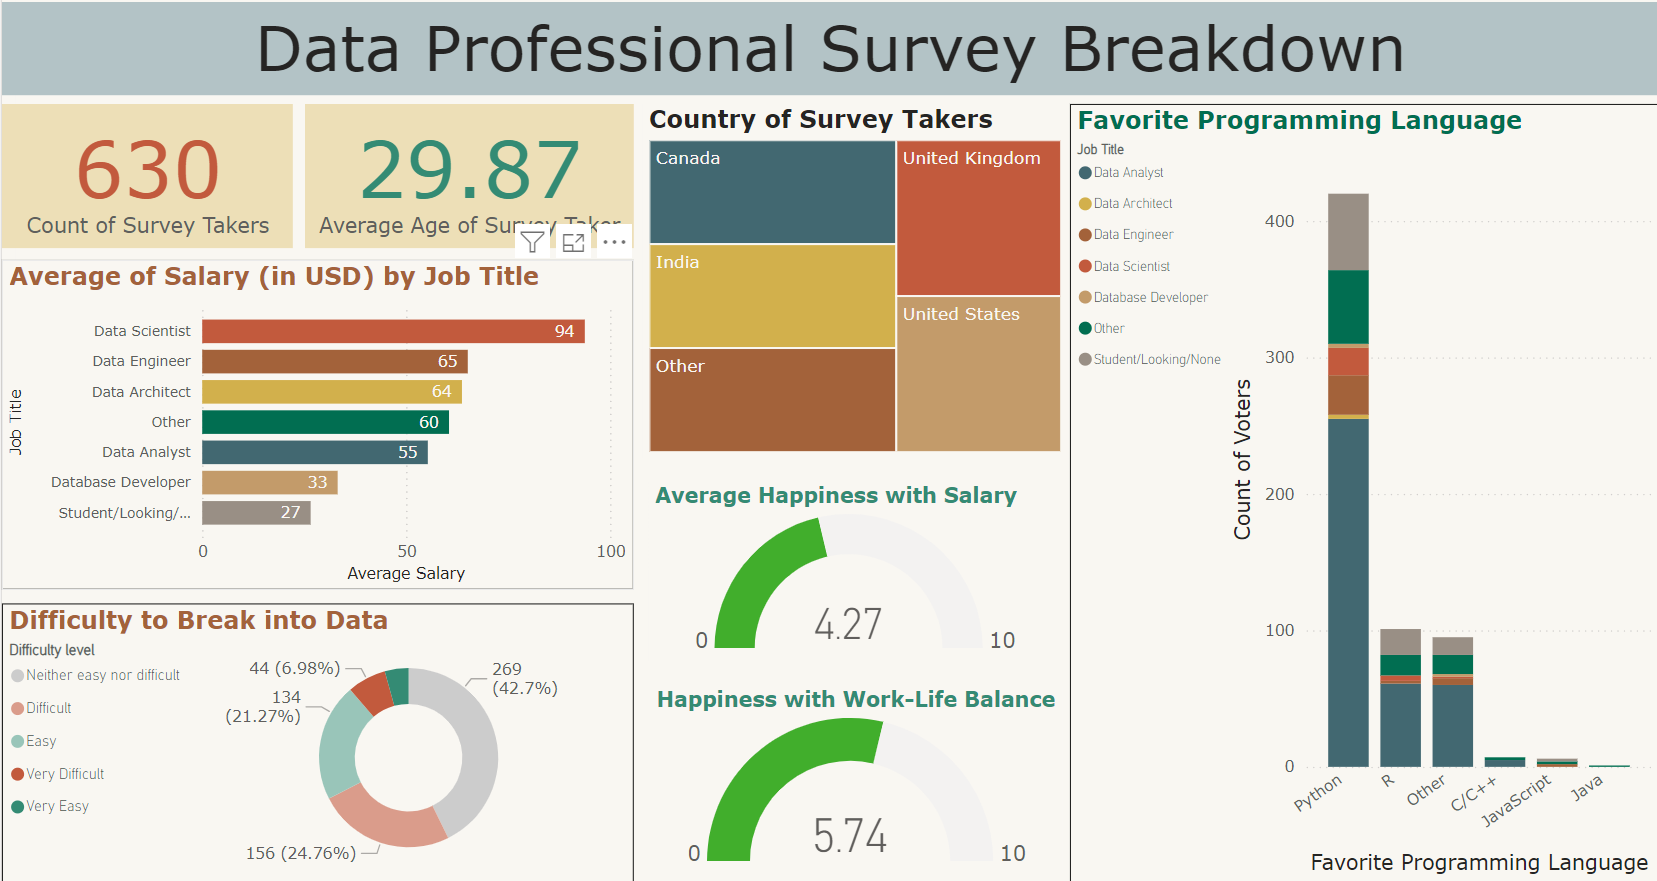 Data Professional Survey Breakdown
630
Count of Survey Takers
29.87
Average Age of Survey Taker
Average of Salary (in USD) by Job Title
Job Title
Data Scientist 94
Data Engineer 65
Data Architect 64
Other 60
Data Analyst 55
Database Developer 33
Student/Looking/... 27
0 50 100
Average Salary
Difficulty to Break into Data
Difficulty level
Neither easy nor difficult
Difficult
Easy
Very Difficult
Very Easy
44 (6.98%)
269
(42.7%)
134
(21.27%)
156 (24.76%)
Country of Survey Takers
Canada
United Kingdom
India
United States
Other
Average Happiness with Salary
4.27
0 10
Happiness with Work-Life Balance
5.74
0 10
Favorite Programming Language
Job Title
Data Analyst
Data Architect
Data Engineer
Data Scientist
Database Developer
Other
Student/Looking/None
Count of Voters
400
300
200
100
0
Python R Other C/C++ JavaScript Java
Favorite Programming Language